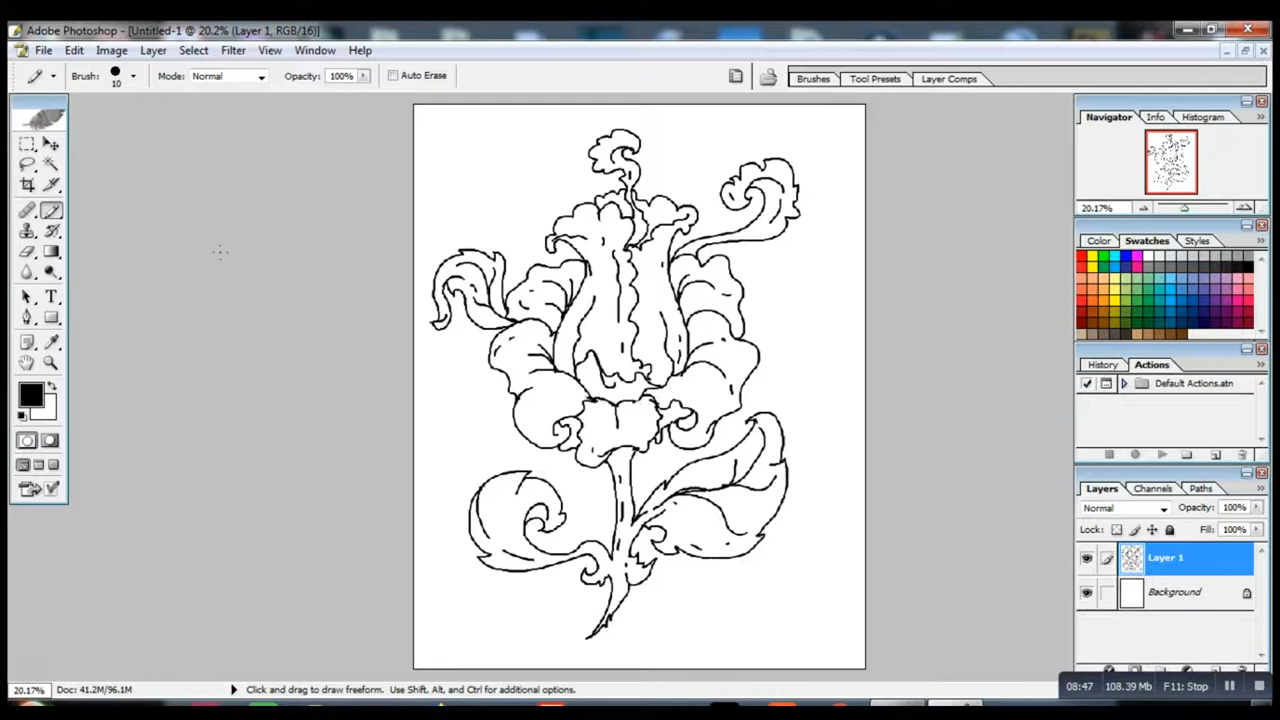 Adobe Photoshop - [Untitled-1 @ 20.2% (Layer 1, RGB/16)]
File Edit Image Layer Select Filter View Window Help
Brush: 10 Mode: Normal Opacity: 100% Auto Erase Brushes Tool Presets Layer Comps
Navigator Info Histogram
20.17%
Color Swatches Styles
History Actions
Default Actions.atn
Layers Channels Paths
Normal Opacity: 100%
Lock: Fill: 100%
Layer 1
Background
08:47 108.39 Mb F11: Stop
20.17% Doc: 41.2M/96.1M Click and drag to draw freeform. Use Shift, Alt, and Ctrl for additional options.